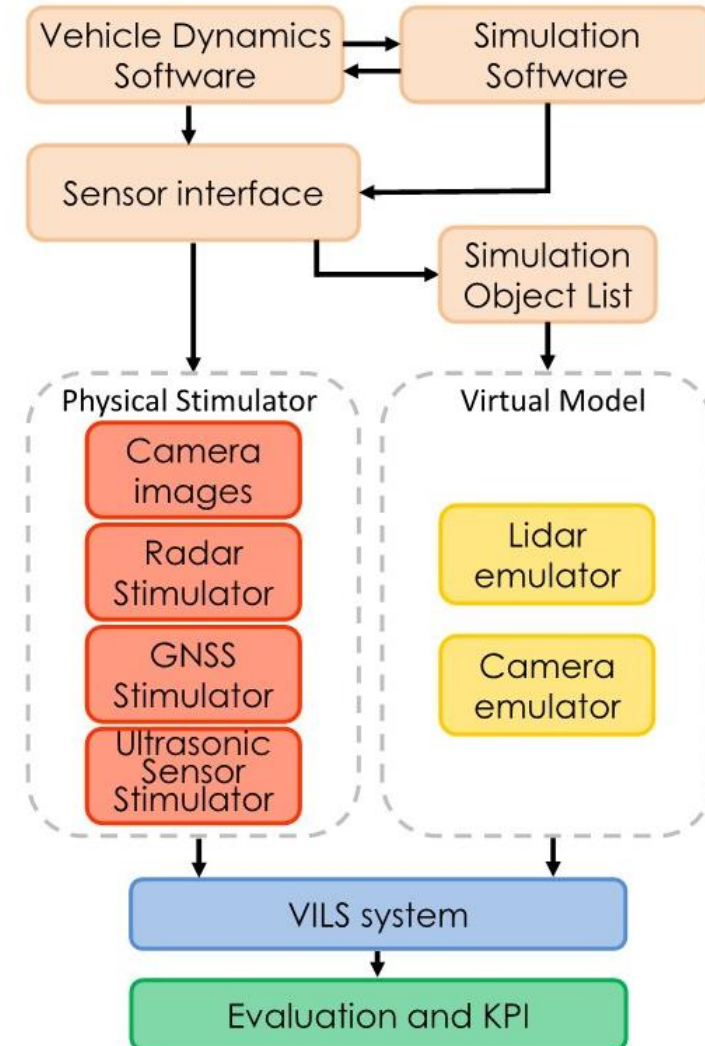 Vehicle Dynamics
Software
Simulation
Software
Sensor interface
Simulation
Object List
Physical Stimulator
Camera
images
Radar
Stimulator
GNSS
Stimulator
Ultrasonic
Sensor
Stimulator
Virtual Model
Lidar
emulator
Camera
emulator
VILS system
Evaluation and KPI